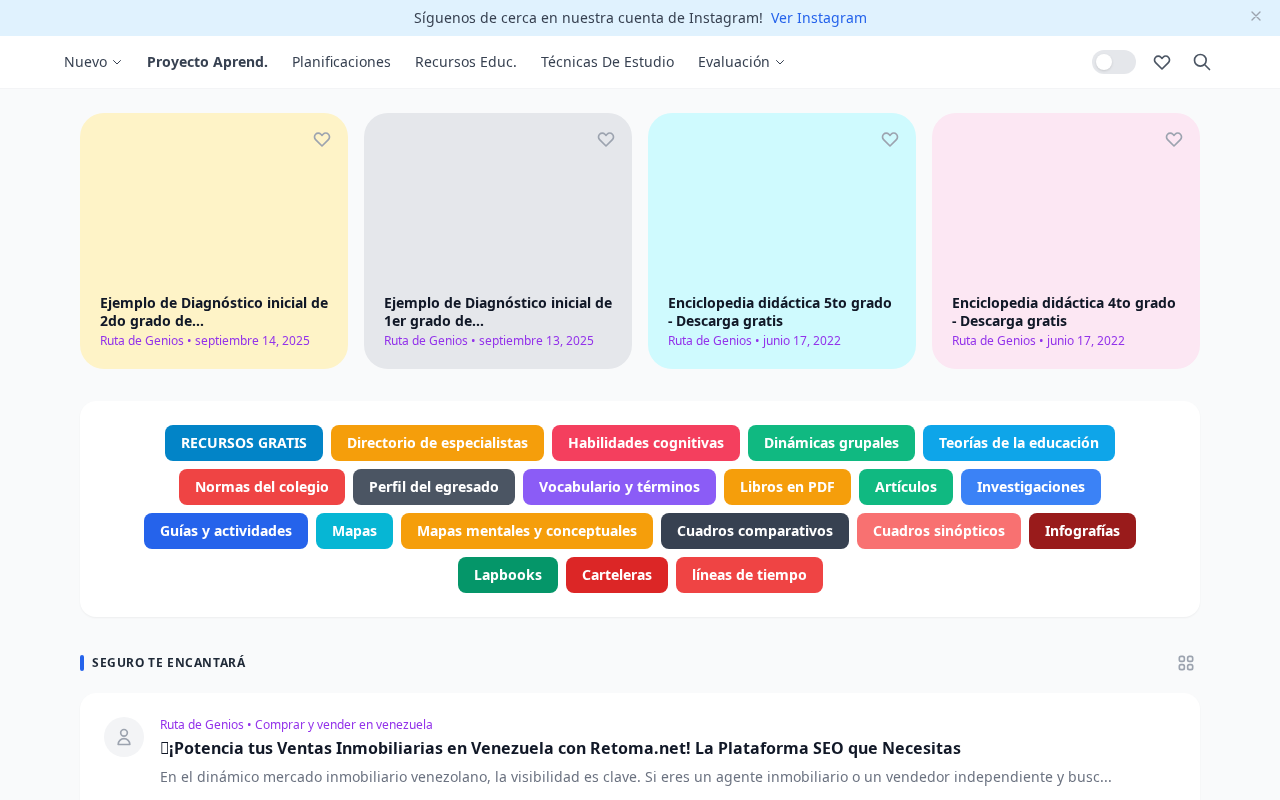 Síguenos de cerca en nuestra cuenta de Instagram! Ver Instagram
Nuevo Proyecto Aprend. Planificaciones Recursos Educ. Técnicas De Estudio Evaluación
Ejemplo de Diagnóstico inicial de
2do grado de...
Ruta de Genios • septiembre 14, 2025
Ejemplo de Diagnóstico inicial de
1er grado de...
Ruta de Genios • septiembre 13, 2025
Enciclopedia didáctica 5to grado
- Descarga gratis
Ruta de Genios • junio 17, 2022
Enciclopedia didáctica 4to grado
- Descarga gratis
Ruta de Genios • junio 17, 2022
RECURSOS GRATIS Directorio de especialistas Habilidades cognitivas Dinámicas grupales Teorías de la educación
Normas del colegio Perfil del egresado Vocabulario y términos Libros en PDF Artículos Investigaciones
Guías y actividades Mapas Mapas mentales y conceptuales Cuadros comparativos Cuadros sinópticos Infografías
Lapbooks Carteleras líneas de tiempo
SEGURO TE ENCANTARÁ
Ruta de Genios • Comprar y vender en venezuela
¡Potencia tus Ventas Inmobiliarias en Venezuela con Retoma.net! La Plataforma SEO que Necesitas
En el dinámico mercado inmobiliario venezolano, la visibilidad es clave. Si eres un agente inmobiliario o un vendedor independiente y busc...